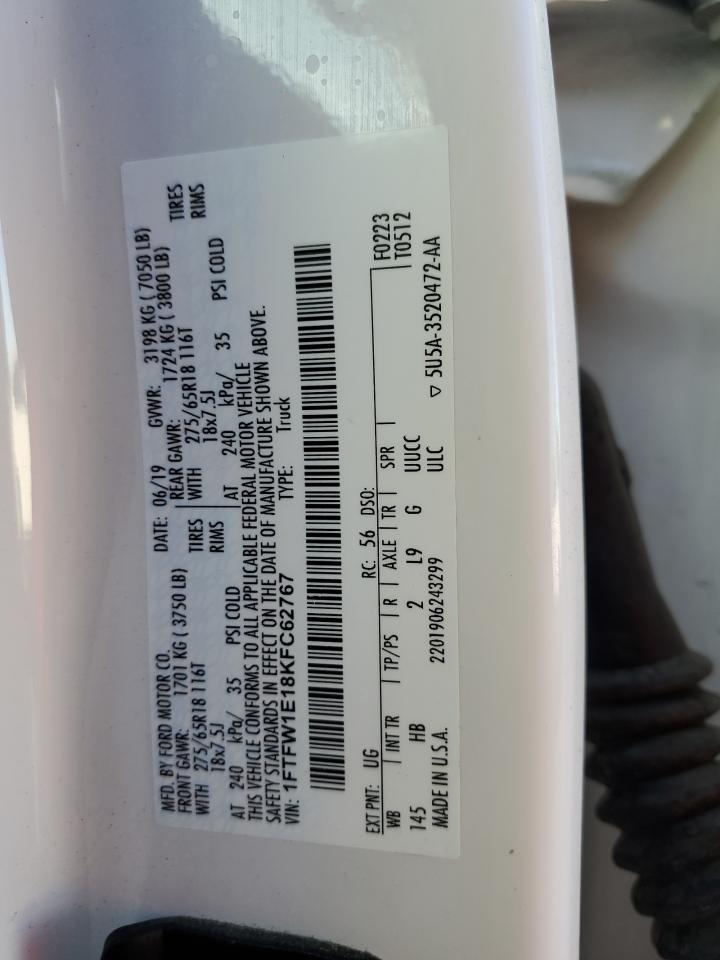 MFD. BY FORD MOTOR CO.
DATE: 06/19 GVWR: 3198 KG ( 7050 LB)
FRONT GAWR: 1701 KG ( 3750 LB) REAR GAWR: 1724 KG ( 3800 LB)
WITH 275/65R18 116T TIRES WITH 275/65R18 116T TIRES
18x7.5J RIMS 18x7.5J RIMS
AT 240 kPa/ 35 PSI COLD AT 240 kPa/ 35 PSI COLD
THIS VEHICLE CONFORMS TO ALL APPLICABLE FEDERAL MOTOR VEHICLE
SAFETY STANDARDS IN EFFECT ON THE DATE OF MANUFACTURE SHOWN ABOVE.
VIN: 1FTFW1E18KFC62767 TYPE: Truck
EXT PNT: UG RC: 56 DSO: F0223
WB INT TR TP/PS R AXLE TR SPR T0512
145 HB 2 L9 G UUCC
MADE IN U.S.A. 2201906243299 ULC ▽ 5U5A-3520472-AA